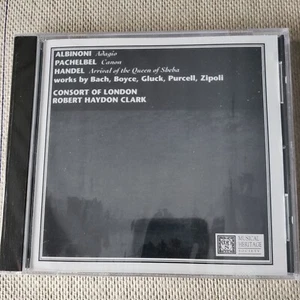 ALBINONI Adagio
PACHELBEL Canon
HANDEL Arrival of the Queen of Sheba
works by Bach, Boyce, Gluck, Purcell, Zipoli
CONSORT OF LONDON
ROBERT HAYDON CLARK
MUSICAL
HERITAGE
SOCIETY